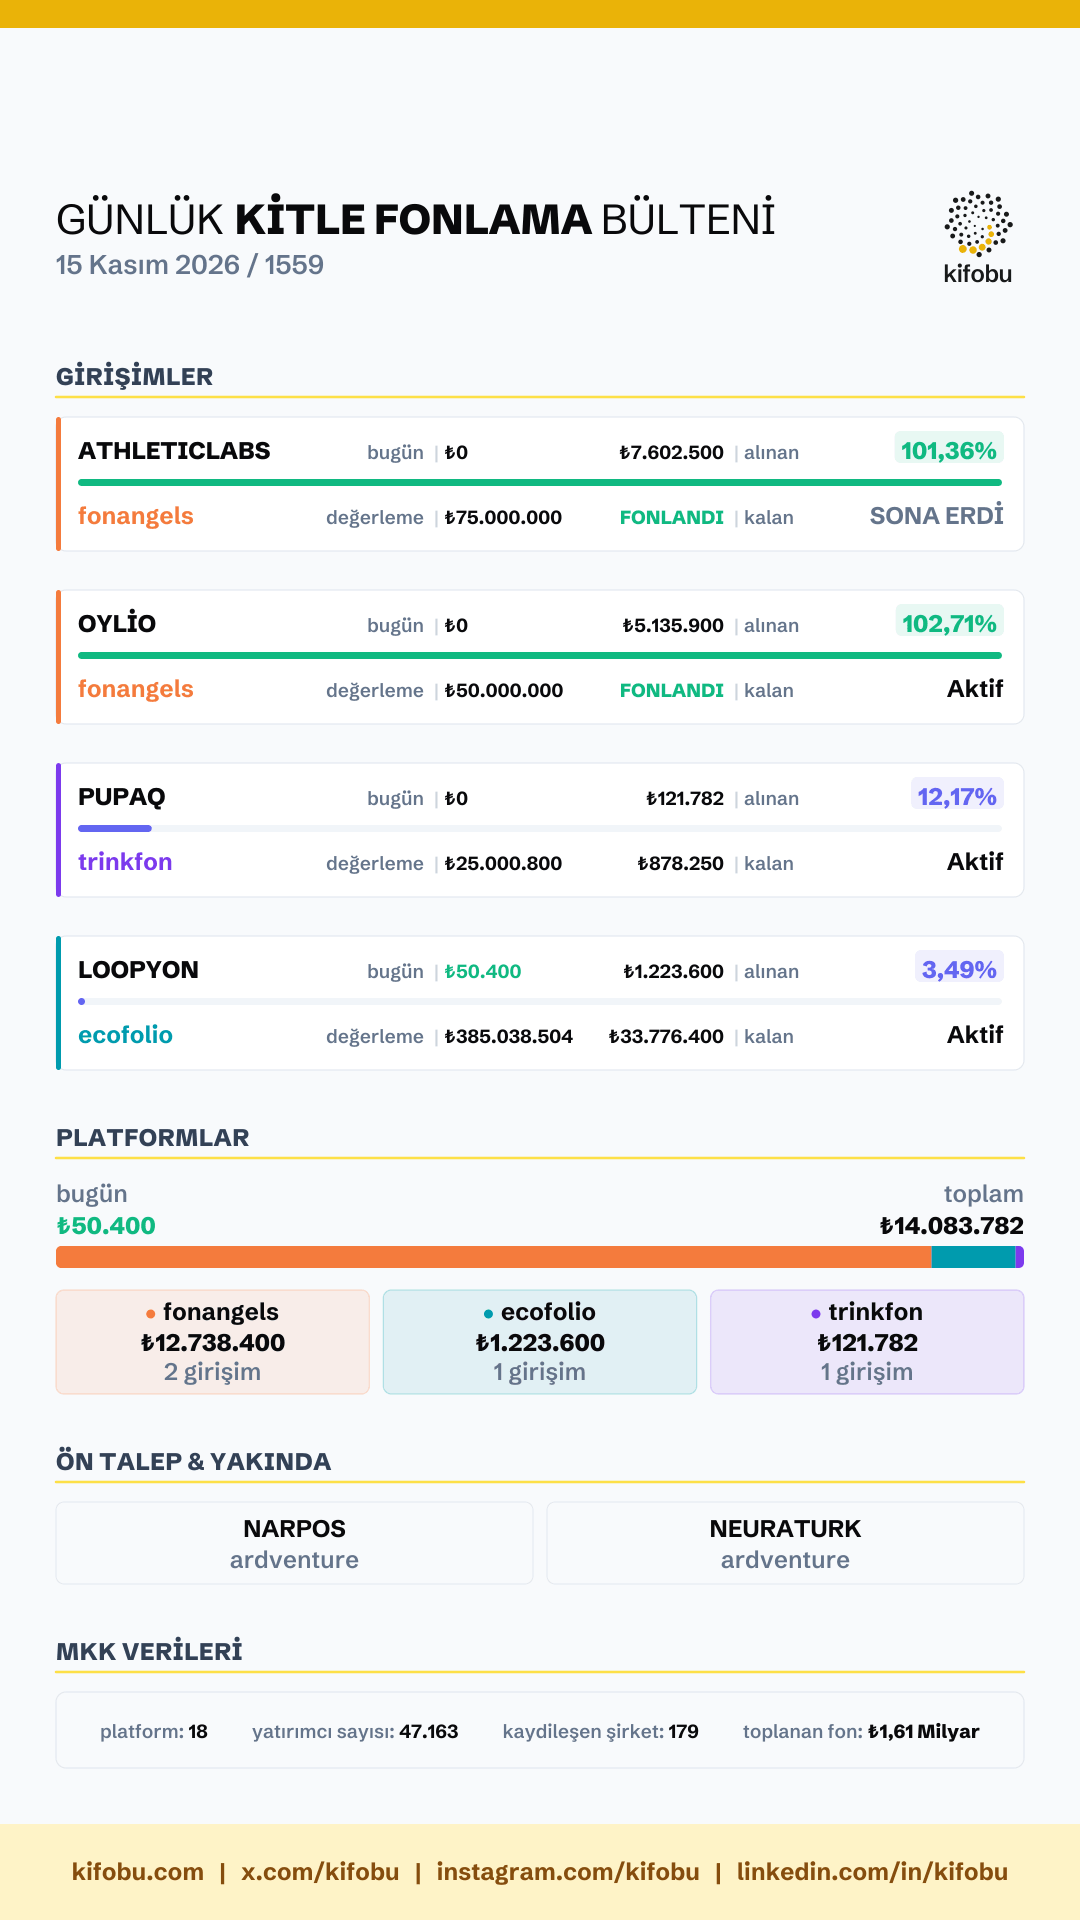 GÜNLÜK KİTLE FONLAMA BÜLTENİ
15 Kasım 2026 / 1559
kifobu
GİRİŞİMLER
ATHLETICLABS bugün | ₺0 ₺7.602.500 | alınan 101,36%
fonangels değerleme | ₺75.000.000 FONLANDI | kalan SONA ERDİ
OYLİO bugün | ₺0 ₺5.135.900 | alınan 102,71%
fonangels değerleme | ₺50.000.000 FONLANDI | kalan Aktif
PUPAQ bugün | ₺0 ₺121.782 | alınan 12,17%
trinkfon değerleme | ₺25.000.800 ₺878.250 | kalan Aktif
LOOPYON bugün | ₺50.400 ₺1.223.600 | alınan 3,49%
ecofolio değerleme | ₺385.038.504 ₺33.776.400 | kalan Aktif
PLATFORMLAR
bugün toplam
₺50.400 ₺14.083.782
• fonangels • ecofolio • trinkfon
₺12.738.400 ₺1.223.600 ₺121.782
2 girişim 1 girişim 1 girişim
ÖN TALEP & YAKINDA
NARPOS NEURATURK
ardventure ardventure
MKK VERİLERİ
platform: 18 yatırımcı sayısı: 47.163 kaydileşen şirket: 179 toplanan fon: ₺1,61 Milyar
kifobu.com | x.com/kifobu | instagram.com/kifobu | linkedin.com/in/kifobu